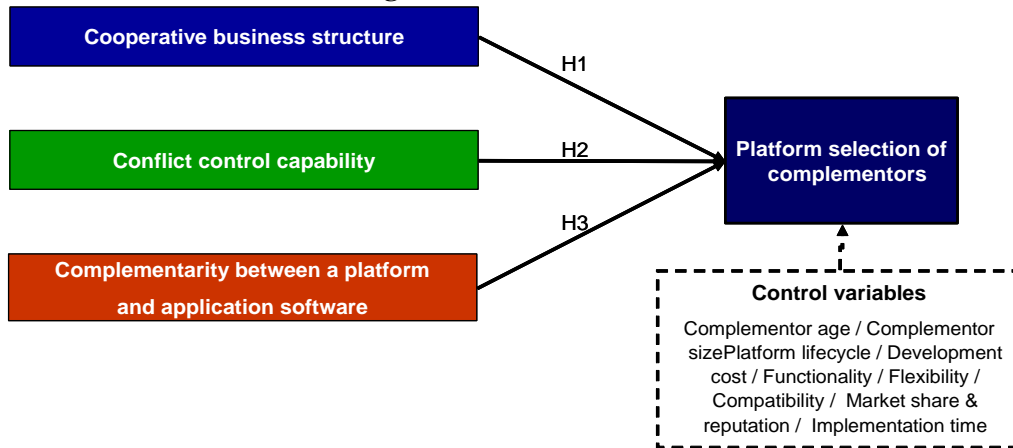 Cooperative business structure
H1
Conflict control capability
H2
Platform selection of
complementors
H3
Complementarity between a platform
and application software
Control variables
Complementor age / Complementor
sizePlatform lifecycle / Development
cost / Functionality / Flexibility /
Compatibility / Market share &
reputation / Implementation time